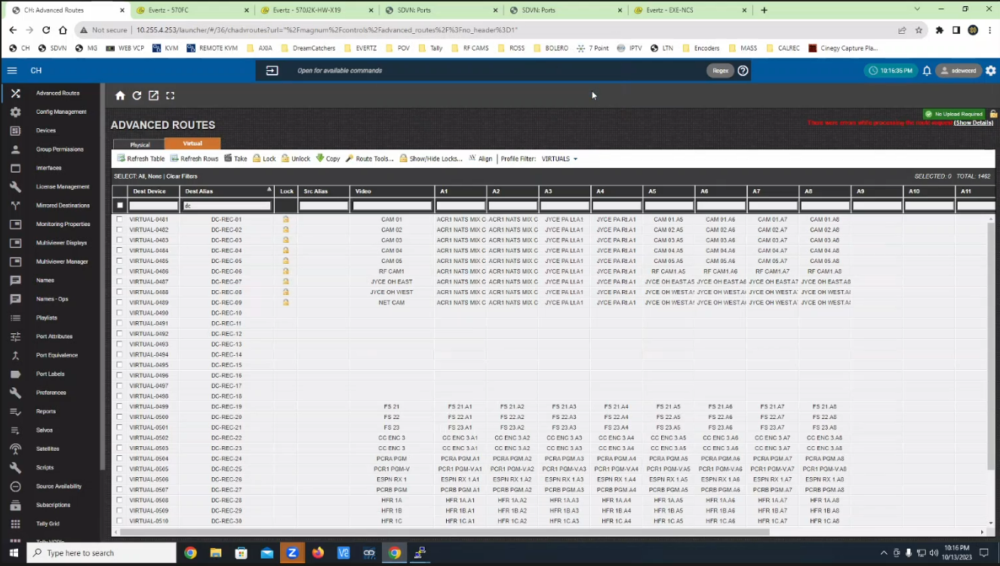 CH: Advanced Routes
Evertz - 570FC
Evertz - 570J2K-HW-X19
SDVN: Ports
SDVN: Ports
Evertz - EXE-NCS
Not secure
10.255.4.253/launcher/#/36/chadvroutes?url="%2Fmagnum%2Fcontrols%2Fadvanced_routes%2F%3Fno_header%3D1"
CH SDVN MG WEB VCP KVM REMOTE KVM AXIA DreamCatchers EVERTZ POV Tally RF CAMS ROSS BOLERO 7 Point IPTV LTN Encoders MASS CALREC Cinegy Capture Pla...
CH
Open for available commands
Regex
10:16:35 PM
adeweerd
Advanced Routes
Config Management
Devices
Group Permissions
Interfaces
License Management
Mirrored Destinations
Monitoring Properties
Multiviewer Displays
Multiviewer Manager
Names
Names - Ops
Playlists
Port Attributes
Port Equivalence
Port Labels
Preferences
Reports
Salvos
Satellites
Scripts
Source Availability
Subscriptions
Tally Grid
No Upload Required
There were errors while processing the route request (Show Details)
ADVANCED ROUTES
Physical Virtual
Refresh Table Refresh Rows Take Lock Unlock Copy Route Tools... Show/Hide Locks... Align Profile Filter: VIRTUALS
SELECT: All, None | Clear Filters
SELECTED: 0 TOTAL: 1462
Dest Device Dest Alias Lock Src Alias Video A1 A2 A3 A4 A5 A6 A7 A8 A9 A10 A11
dc
VIRTUAL-0481 DC-REC-01 CAM 01 ACR1 NATS MIX C ACR1 NATS MIX C JYCE PA Lt.A1 JYCE PA Rt.A1 CAM 01.A5 CAM 01.A6 CAM 01.A7 CAM 01.A8
VIRTUAL-0482 DC-REC-02 CAM 02 ACR1 NATS MIX C ACR1 NATS MIX C JYCE PA Lt.A1 JYCE PA Rt.A1 CAM 02.A5 CAM 02.A6 CAM 02.A7 CAM 02.A8
VIRTUAL-0483 DC-REC-03 CAM 03 ACR1 NATS MIX C ACR1 NATS MIX C JYCE PA Lt.A1 JYCE PA Rt.A1 CAM 03.A5 CAM 03.A6 CAM 03.A7 CAM 03.A8
VIRTUAL-0484 DC-REC-04 CAM 04 ACR1 NATS MIX C ACR1 NATS MIX C JYCE PA Lt.A1 JYCE PA Rt.A1 CAM 04.A5 CAM 04.A6 CAM 04.A7 CAM 04.A8
VIRTUAL-0485 DC-REC-05 CAM 05 ACR1 NATS MIX C ACR1 NATS MIX C JYCE PA Lt.A1 JYCE PA Rt.A1 CAM 05.A5 CAM 05.A6 CAM 05.A7 CAM 05.A8
VIRTUAL-0486 DC-REC-06 RF CAM1 ACR1 NATS MIX C ACR1 NATS MIX C JYCE PA Lt.A1 JYCE PA Rt.A1 RF CAM1.A5 RF CAM1.A6 RF CAM1.A7 RF CAM1.A8
VIRTUAL-0487 DC-REC-07 JYCE OH EAST ACR1 NATS MIX C ACR1 NATS MIX C JYCE PA Lt.A1 JYCE PA Rt.A1 JYCE OH EAST.A5 JYCE OH EAST.A6 JYCE OH EAST.A7 JYCE OH EAST.A8
VIRTUAL-0488 DC-REC-08 JYCE OH WEST ACR1 NATS MIX C ACR1 NATS MIX C JYCE PA Lt.A1 JYCE PA Rt.A1 JYCE OH WEST.A JYCE OH WEST.A JYCE OH WEST.A JYCE OH WEST.A
VIRTUAL-0489 DC-REC-09 NET CAM ACR1 NATS MIX C ACR1 NATS MIX C JYCE PA Lt.A1 JYCE PA Rt.A1 JYCE OH WEST.A JYCE OH WEST.A JYCE OH WEST.A JYCE OH WEST.A
VIRTUAL-0490 DC-REC-10
VIRTUAL-0491 DC-REC-11
VIRTUAL-0492 DC-REC-12
VIRTUAL-0493 DC-REC-13
VIRTUAL-0494 DC-REC-14
VIRTUAL-0495 DC-REC-15
VIRTUAL-0496 DC-REC-16
VIRTUAL-0497 DC-REC-17
VIRTUAL-0498 DC-REC-18
VIRTUAL-0499 DC-REC-19 FS 21 FS 21.A1 FS 21.A2 FS 21.A3 FS 21.A4 FS 21.A5 FS 21.A6 FS 21.A7 FS 21.A8
VIRTUAL-0500 DC-REC-20 FS 22 FS 22.A1 FS 22.A2 FS 22.A3 FS 22.A4 FS 22.A5 FS 22.A6 FS 22.A7 FS 22.A8
VIRTUAL-0501 DC-REC-21 FS 23 FS 23.A1 FS 23.A2 FS 23.A3 FS 23.A4 FS 23.A5 FS 23.A6 FS 23.A7 FS 23.A8
VIRTUAL-0502 DC-REC-22 CC ENC 3 CC ENC 3.A1 CC ENC 3.A2 CC ENC 3.A3 CC ENC 3.A4 CC ENC 3.A5 CC ENC 3.A6 CC ENC 3.A7 CC ENC 3.A8
VIRTUAL-0503 DC-REC-23 CC ENC 3 CC ENC 3.A1 CC ENC 3.A2 CC ENC 3.A3 CC ENC 3.A4 CC ENC 3.A5 CC ENC 3.A6 CC ENC 3.A7 CC ENC 3.A8
VIRTUAL-0504 DC-REC-24 PCRA PGM PCRA PGM.A1 PCRA PGM.A2 PCRA PGM.A3 PCRA PGM.A4 PCRA PGM.A5 PCRA PGM.A6 PCRA PGM.A7 PCRA PGM.A8
VIRTUAL-0505 DC-REC-25 PCR1 PGM-V PCR1 PGM-V.A1 PCR1 PGM-V.A2 PCR1 PGM-V.A3 PCR1 PGM-V.A4 PCR1 PGM-V.A5 PCR1 PGM-V.A6 PCR1 PGM-V.A7 PCR1 PGM-V.A8
VIRTUAL-0506 DC-REC-26 ESPN RX 1 ESPN RX 1.A1 ESPN RX 1.A2 ESPN RX 1.A3 ESPN RX 1.A4 ESPN RX 1.A5 ESPN RX 1.A6 ESPN RX 1.A7 ESPN RX 1.A8
VIRTUAL-0507 DC-REC-27 PCRB PGM PCRB PGM.A1 PCRB PGM.A2 PCRB PGM.A3 PCRB PGM.A4 PCRB PGM.A5 PCRB PGM.A6 PCRB PGM.A7 PCRB PGM.A8
VIRTUAL-0508 DC-REC-28 HFR 1A HFR 1A.A1 HFR 1A.A2 HFR 1A.A3 HFR 1A.A4 HFR 1A.A5 HFR 1A.A6 HFR 1A.A7 HFR 1A.A8
VIRTUAL-0509 DC-REC-29 HFR 1B HFR 1B.A1 HFR 1B.A2 HFR 1B.A3 HFR 1B.A4 HFR 1B.A5 HFR 1B.A6 HFR 1B.A7 HFR 1B.A8
VIRTUAL-0510 DC-REC-30 HFR 1C HFR 1C.A1 HFR 1C.A2 HFR 1C.A3 HFR 1C.A4 HFR 1C.A5 HFR 1C.A6 HFR 1C.A7 HFR 1C.A8
Type here to search
10:16 PM
10/13/2023